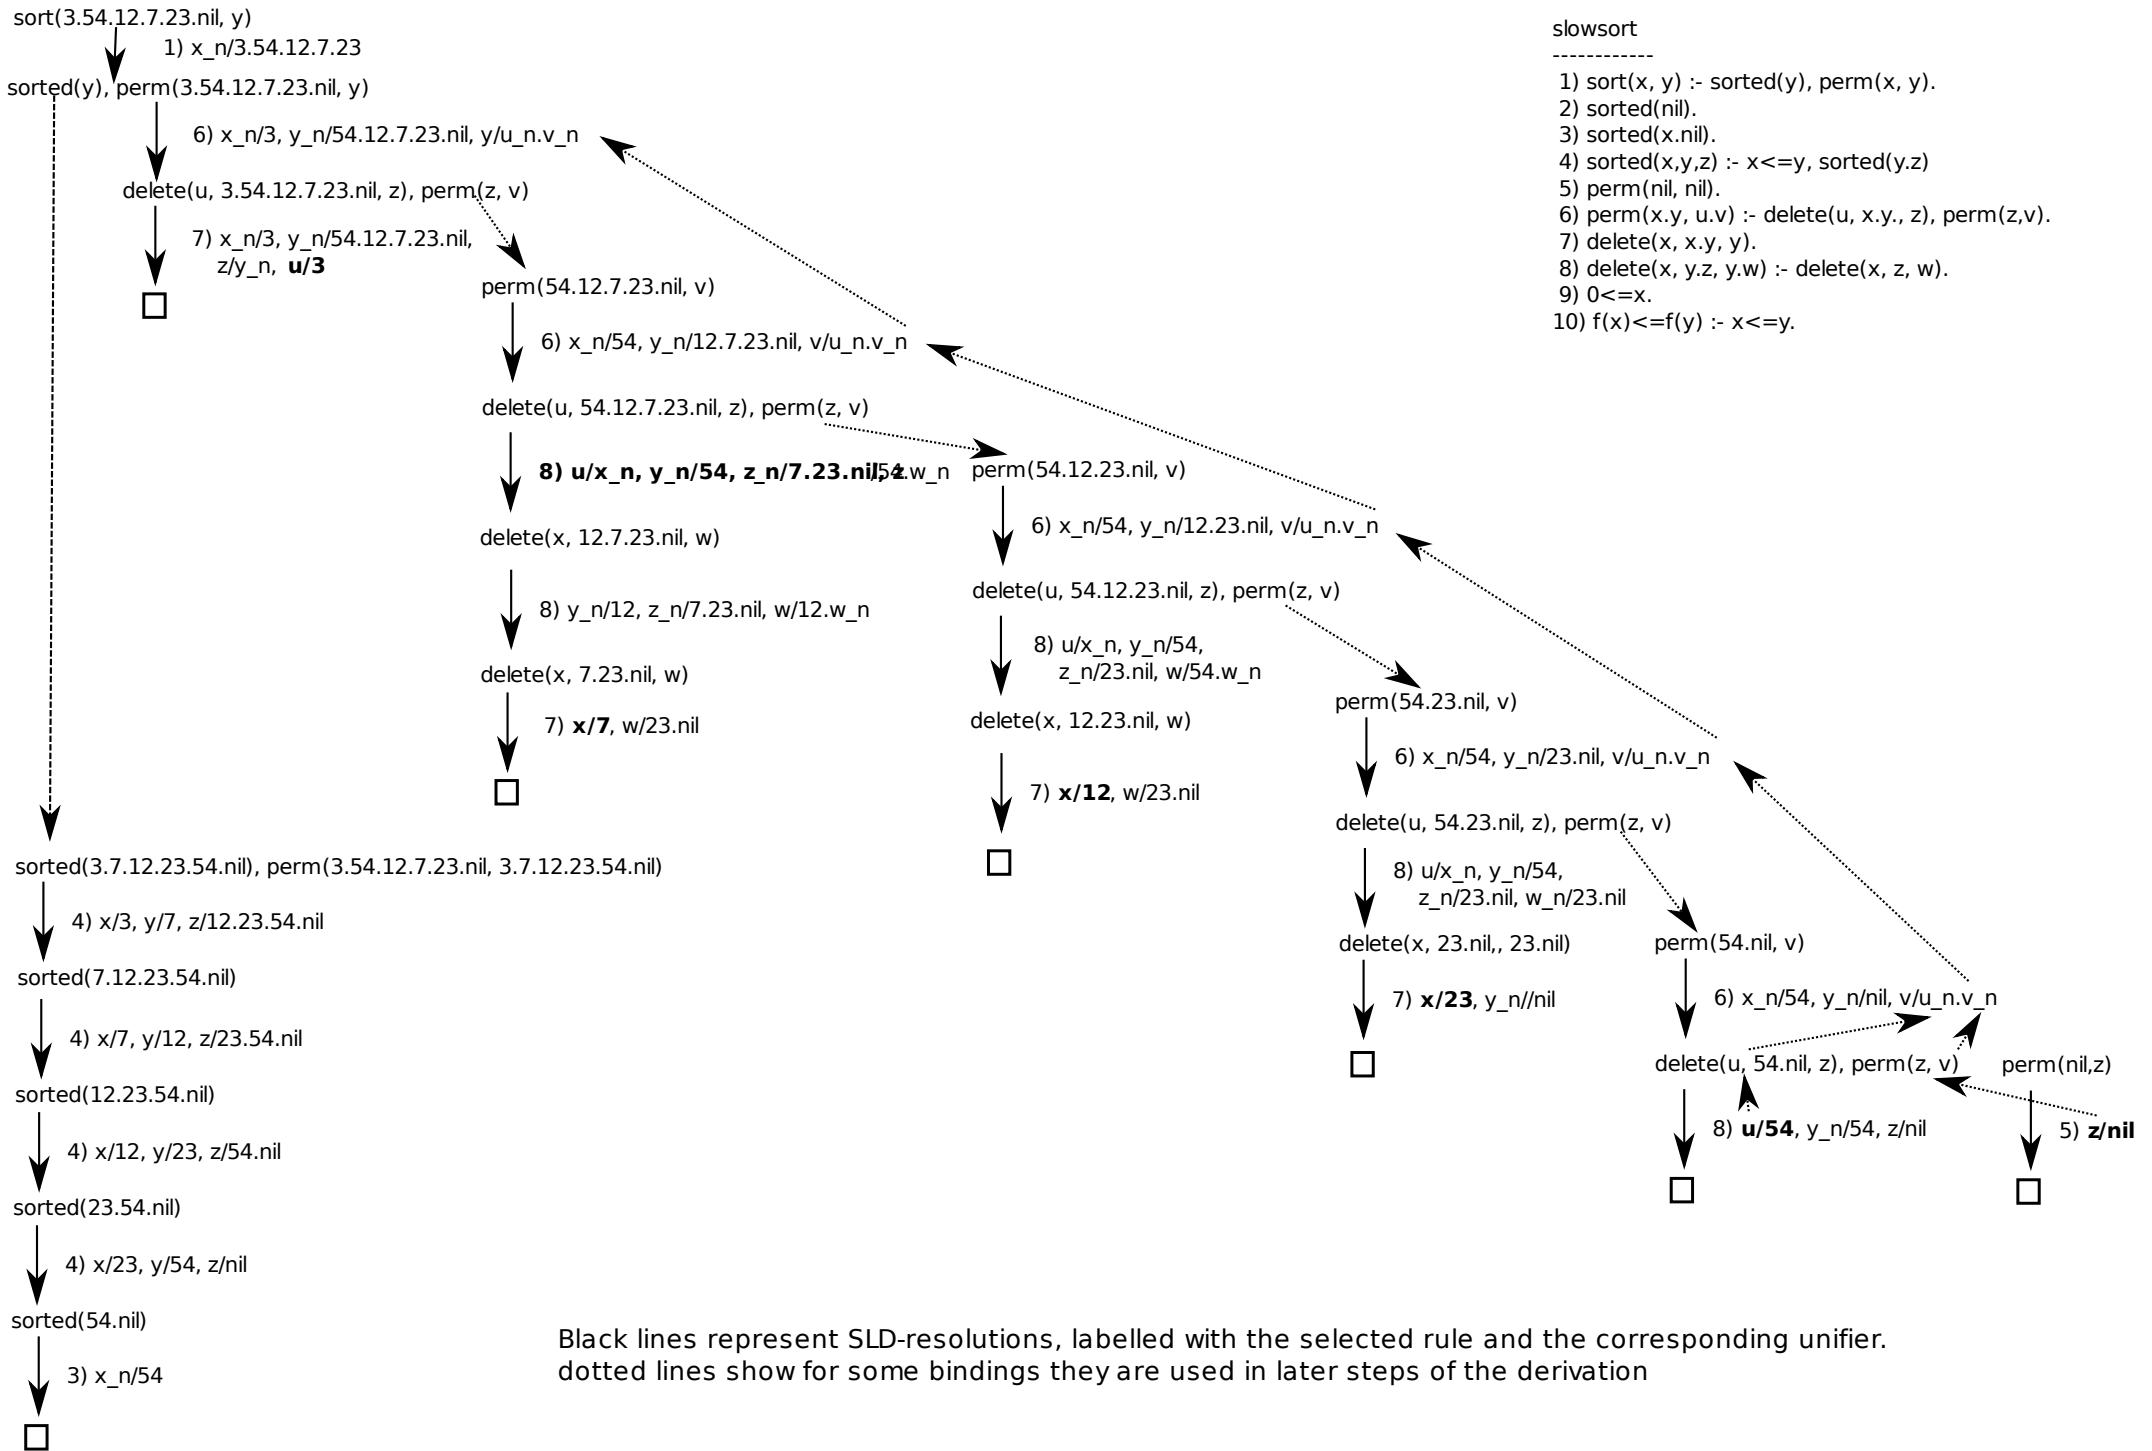 sort(3.54.12.7.23.nil, y)
1) x_n/3.54.12.7.23
sorted(y), perm(3.54.12.7.23.nil, y)
6) x_n/3, y_n/54.12.7.23.nil, y/u_n.v_n
delete(u, 3.54.12.7.23.nil, z), perm(z, v)
7) x_n/3, y_n/54.12.7.23.nil,
z/y_n, u/3
perm(54.12.7.23.nil, v)
6) x_n/54, y_n/12.7.23.nil, v/u_n.v_n
delete(u, 54.12.7.23.nil, z), perm(z, v)
8) u/x_n, y_n/54, z_n/7.23.nil, z/54.w_n
delete(x, 12.7.23.nil, w)
8) y_n/12, z_n/7.23.nil, w/12.w_n
delete(x, 7.23.nil, w)
7) x/7, w/23.nil
perm(54.12.23.nil, v)
6) x_n/54, y_n/12.23.nil, v/u_n.v_n
delete(u, 54.12.23.nil, z), perm(z, v)
8) u/x_n, y_n/54,
z_n/23.nil, w/54.w_n
delete(x, 12.23.nil, w)
7) x/12, w/23.nil
perm(54.23.nil, v)
6) x_n/54, y_n/23.nil, v/u_n.v_n
delete(u, 54.23.nil, z), perm(z, v)
8) u/x_n, y_n/54,
z_n/23.nil, w_n/23.nil
delete(x, 23.nil,, 23.nil)
7) x/23, y_n//nil
perm(54.nil, v)
6) x_n/54, y_n/nil, v/u_n.v_n
delete(u, 54.nil, z), perm(z, v)
8) u/54, y_n/54, z/nil
perm(nil,z)
5) z/nil
sorted(3.7.12.23.54.nil), perm(3.54.12.7.23.nil, 3.7.12.23.54.nil)
4) x/3, y/7, z/12.23.54.nil
sorted(7.12.23.54.nil)
4) x/7, y/12, z/23.54.nil
sorted(12.23.54.nil)
4) x/12, y/23, z/54.nil
sorted(23.54.nil)
4) x/23, y/54, z/nil
sorted(54.nil)
3) x_n/54
slowsort
------------
1) sort(x, y) :- sorted(y), perm(x, y).
2) sorted(nil).
3) sorted(x.nil).
4) sorted(x,y,z) :- x<=y, sorted(y.z)
5) perm(nil, nil).
6) perm(x.y, u.v) :- delete(u, x.y., z), perm(z,v).
7) delete(x, x.y, y).
8) delete(x, y.z, y.w) :- delete(x, z, w).
9) 0<=x.
10) f(x)<=f(y) :- x<=y.
Black lines represent SLD-resolutions, labelled with the selected rule and the corresponding unifier.
dotted lines show for some bindings they are used in later steps of the derivation